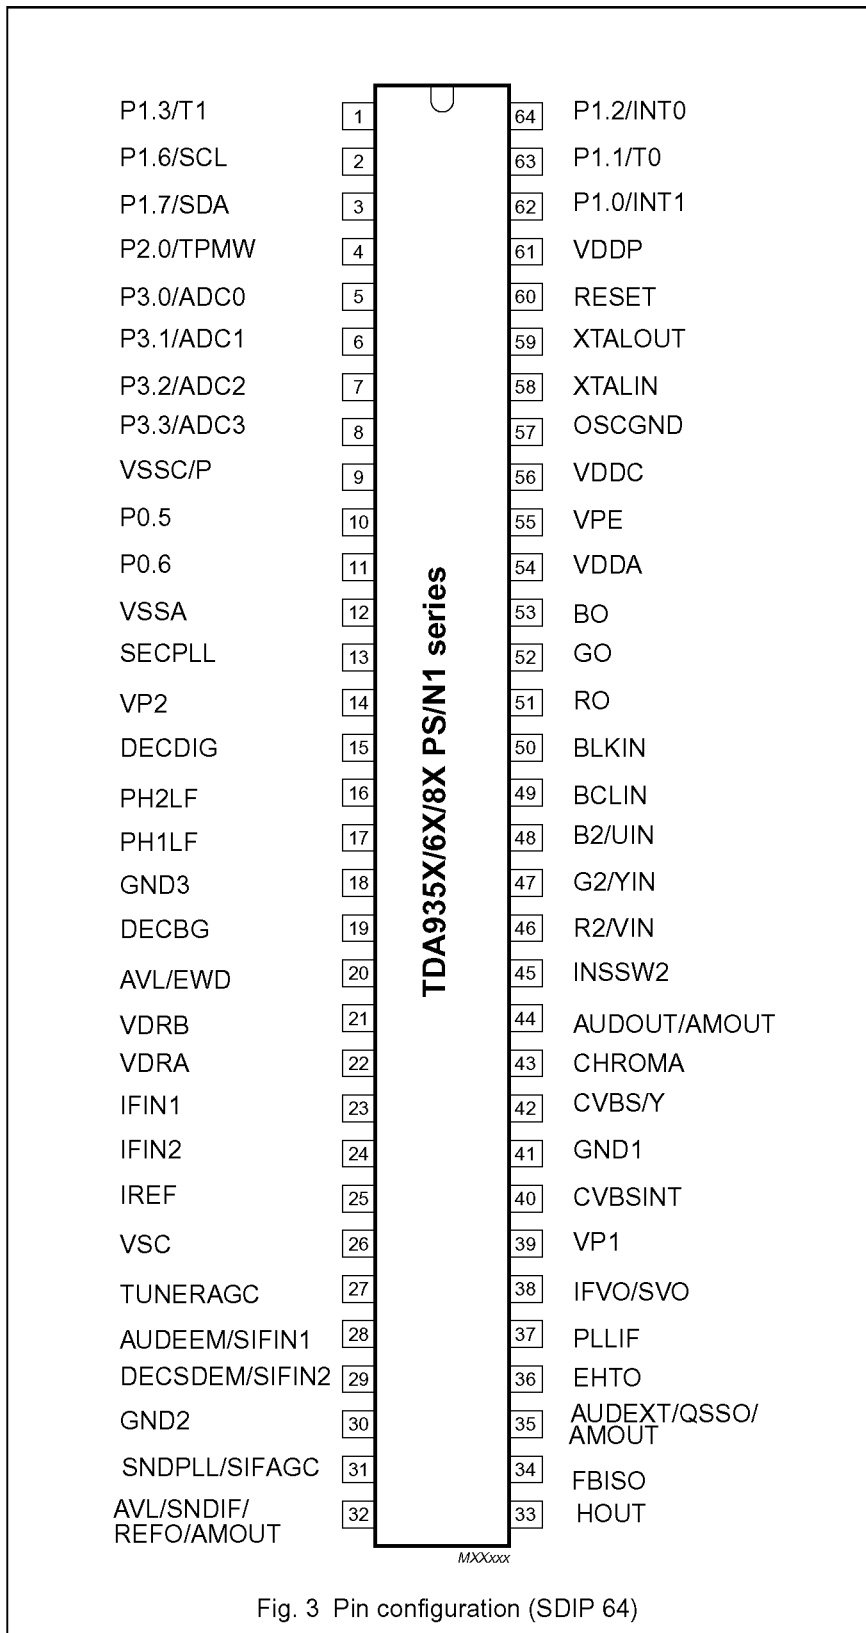 P1.3/T1 1 64 P1.2/INT0
P1.6/SCL 2 63 P1.1/T0
P1.7/SDA 3 62 P1.0/INT1
P2.0/TPMW 4 61 VDDP
P3.0/ADC0 5 60 RESET
P3.1/ADC1 6 59 XTALOUT
P3.2/ADC2 7 58 XTALIN
P3.3/ADC3 8 57 OSCGND
VSSC/P 9 56 VDDC
P0.5 10 55 VPE
P0.6 11 54 VDDA
VSSA 12 53 BO
SECPLL 13 52 GO
VP2 14 51 RO
DECDIG 15 50 BLKIN
PH2LF 16 49 BCLIN
PH1LF 17 48 B2/UIN
GND3 18 47 G2/YIN
DECBG 19 46 R2/VIN
AVL/EWD 20 45 INSSW2
VDRB 21 44 AUDOUT/AMOUT
VDRA 22 43 CHROMA
IFIN1 23 42 CVBS/Y
IFIN2 24 41 GND1
IREF 25 40 CVBSINT
VSC 26 39 VP1
TUNERAGC 27 38 IFVO/SVO
AUDEEM/SIFIN1 28 37 PLLIF
DECSDEM/SIFIN2 29 36 EHTO
GND2 30 35 AUDEXT/QSSO/
AMOUT
SNDPLL/SIFAGC 31 34 FBISO
AVL/SNDIF/ 32 33 HOUT
REFO/AMOUT
TDA935X/6X/8X PS/N1 series
MXXxxx
Fig. 3 Pin configuration (SDIP 64)